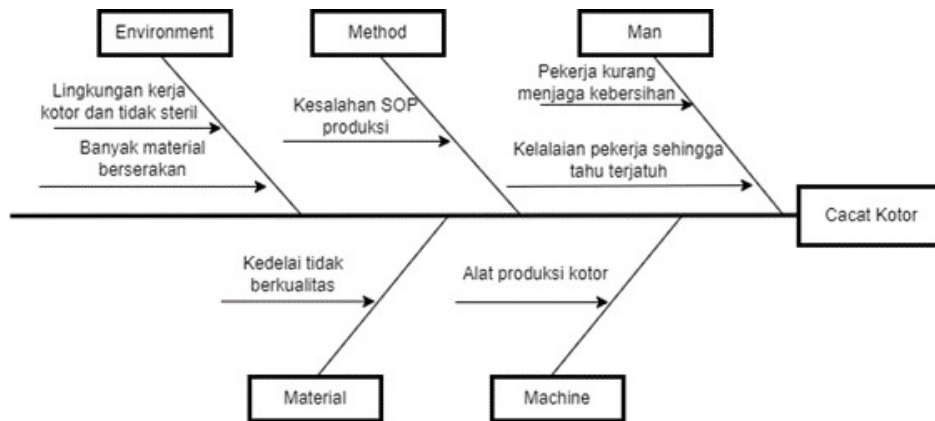 Environment
Method
Man
Lingkungan kerja
kotor dan tidak steril
Banyak material
berserakan
Kesalahan SOP
produksi
Pekerja kurang
menjaga kebersihan
Kelalaian pekerja sehingga
tahu terjatuh
Cacat Kotor
Kedelai tidak
berkualitas
Alat produksi kotor
Material
Machine